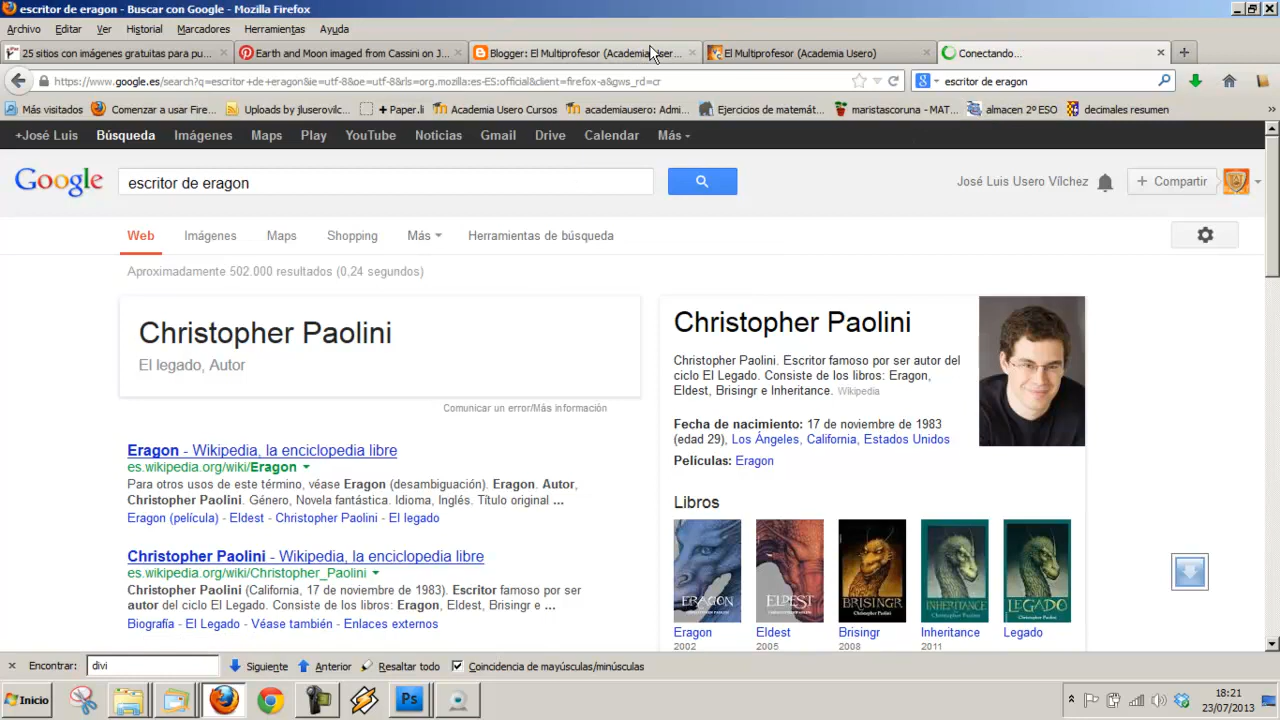 escritor de eragon - Buscar con Google - Mozilla Firefox
Archivo Editar Ver Historial Marcadores Herramientas Ayuda
25 sitios con imágenes gratuitas para pu... Earth and Moon imaged from Cassini on J... Blogger: El Multiprofesor (Academia User... El Multiprofesor (Academia Usero) Conectando...
https://www.google.es/search?q=escritor+de+eragon&ie=utf-8&oe=utf-8&rls=org.mozilla:es-ES:official&client=firefox-a&gws_rd=cr escritor de eragon
Más visitados Comenzar a usar Firef... Uploads by jluserovilc... + Paper.li Academia Usero Cursos academiausero: Admi... Ejercicios de matemát... maristascoruna - MAT... almacen 2º ESO decimales resumen
+José Luis Búsqueda Imágenes Maps Play YouTube Noticias Gmail Drive Calendar Más
Google escritor de eragon José Luis Usero Vílchez + Compartir
Web Imágenes Maps Shopping Más Herramientas de búsqueda
Aproximadamente 502.000 resultados (0,24 segundos)
Christopher Paolini
El legado, Autor
Comunicar un error/Más información
Eragon - Wikipedia, la enciclopedia libre
es.wikipedia.org/wiki/Eragon
Para otros usos de este término, véase Eragon (desambiguación). Eragon. Autor,
Christopher Paolini. Género, Novela fantástica. Idioma, Inglés. Título original ...
Eragon (película) - Eldest - Christopher Paolini - El legado
Christopher Paolini - Wikipedia, la enciclopedia libre
es.wikipedia.org/wiki/Christopher_Paolini
Christopher Paolini (California, 17 de noviembre de 1983). Escritor famoso por ser
autor del ciclo El Legado. Consiste de los libros: Eragon, Eldest, Brisingr e ...
Biografía - El Legado - Véase también - Enlaces externos
Christopher Paolini
Christopher Paolini. Escritor famoso por ser autor del
ciclo El Legado. Consiste de los libros: Eragon,
Eldest, Brisingr e Inheritance. Wikipedia
Fecha de nacimiento: 17 de noviembre de 1983
(edad 29), Los Ángeles, California, Estados Unidos
Películas: Eragon
Libros
ERAGON ELDEST BRISINGR INHERITANCE LEGADO
Eragon Eldest Brisingr Inheritance Legado
2002 2005 2008 2011
Encontrar: divi Siguiente Anterior Resaltar todo Coincidencia de mayúsculas/minúsculas
Inicio Ps 18:21
23/07/2013